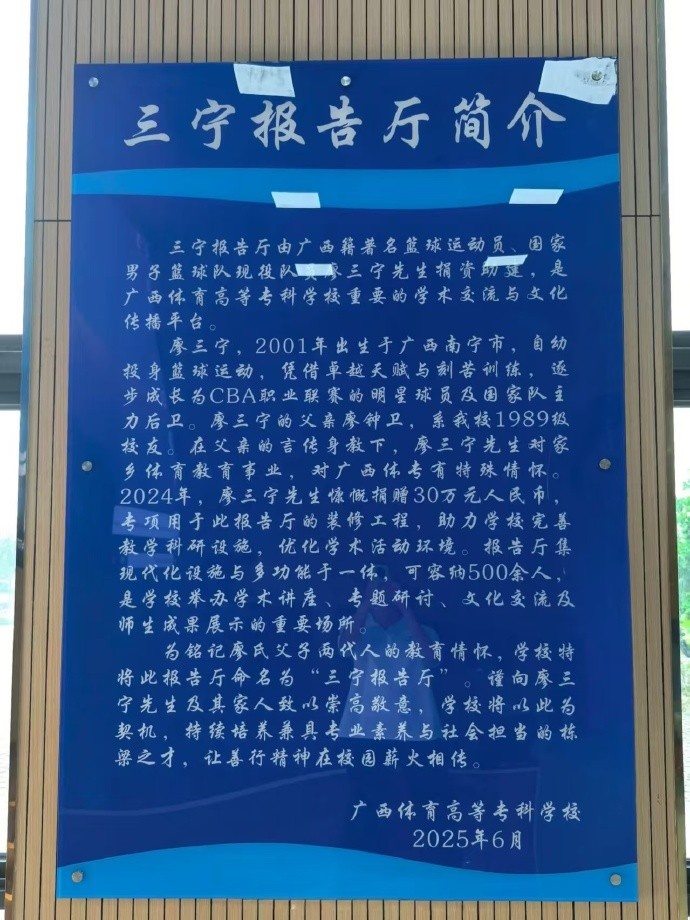 三宁报告厅简介
三宁报告厅由广西籍著名篮球运动员、国家
男子篮球队现役队员廖三宁先生捐资助建，是
广西体育高等专科学校重要的学术交流与文化
传播平台。
廖三宁，2001年出生于广西南宁市，自幼
投身篮球运动，凭借卓越天赋与刻苦训练，逐
步成长为CBA职业联赛的明星球员及国家队主
力后卫。廖三宁的父亲廖钟卫，系我校1989级
校友。在父亲的言传身教下，廖三宁先生对家
乡体育教育事业，对广西体专有特殊情怀。
2024年，廖三宁先生慷慨捐赠30万元人民币，
专项用于此报告厅的装修工程，助力学校完善
教学科研设施，优化学术活动环境。报告厅集
现代化设施与多功能于一体，可容纳500余人，
是学校举办学术讲座、专题研讨、文化交流及
师生成果展示的重要场所。
为铭记廖氏父子两代人的教育情怀，学校特
将此报告厅命名为“三宁报告厅”。谨向廖三
宁先生及其家人致以崇高敬意，学校将以此为
契机，持续培养兼具专业素养与社会担当的栋
梁之才，让善行精神在校园薪火相传。
广西体育高等专科学校
2025年6月